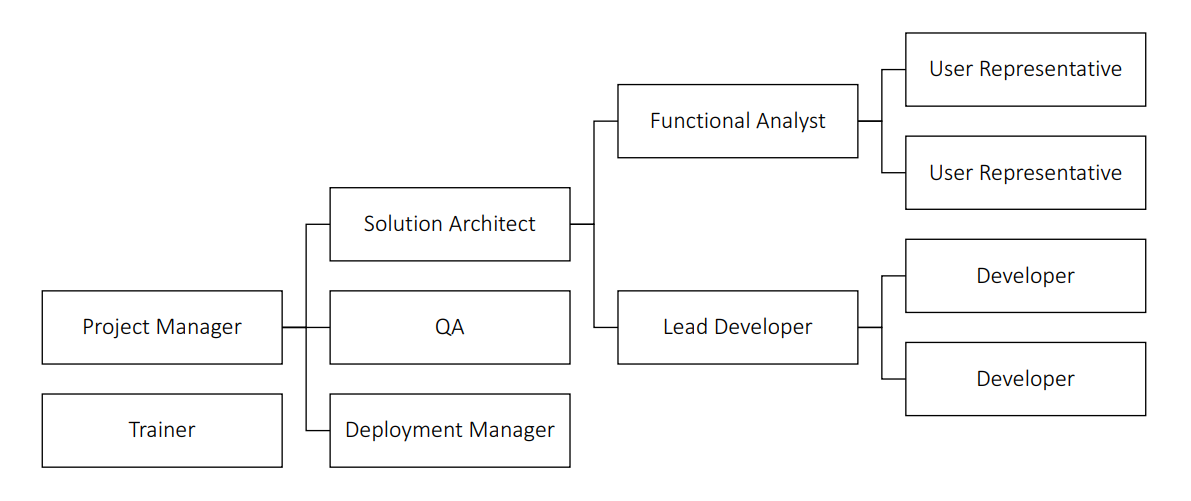 User Representative
Functional Analyst
User Representative
Solution Architect
Developer
Project Manager
QA
Lead Developer
Developer
Trainer
Deployment Manager